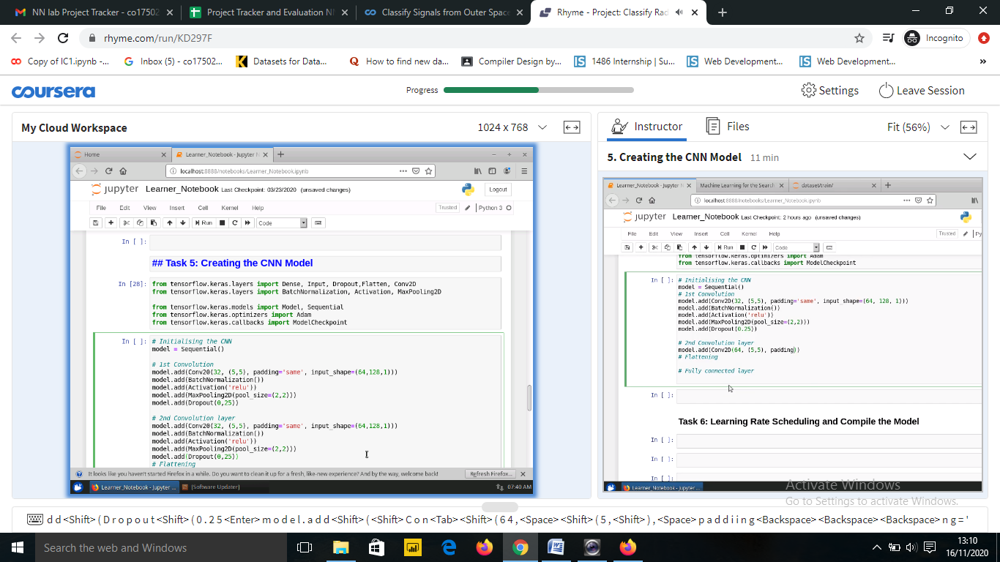 NN lab Project Tracker - co17502
Project Tracker and Evaluation NN
Classify Signals from Outer Space
Rhyme - Project: Classify Rad
rhyme.com/run/KD297F
Incognito
Copy of IC1.ipynb -...
Inbox (5) - co17502...
Datasets for Data...
How to find new da...
Compiler Design by...
1486 Internship | Su...
Web Development...
Web Development...
»
coursera
Progress
Settings
Leave Session
My Cloud Workspace
1024 x 768
Instructor
Files
Fit (56%)
5. Creating the CNN Model 11 min
Home
Learner_Notebook - Jupyter N
localhost:8888/notebooks/Learner_Notebook.ipynb
jupyter Learner_Notebook Last Checkpoint: 03/23/2020 (unsaved changes)
Logout
File Edit View Insert Cell Kernel Help
Trusted
Python 3
Run
Code
In [ ]:
## Task 5: Creating the CNN Model
In [28]: from tensorflow.keras.layers import Dense, Input, Dropout,Flatten, Conv2D
from tensorflow.keras.layers import BatchNormalization, Activation, MaxPooling2D
from tensorflow.keras.models import Model, Sequential
from tensorflow.keras.optimizers import Adam
from tensorflow.keras.callbacks import ModelCheckpoint
In [ ]: # Initialising the CNN
model = Sequential()
# 1st Convolution
model.add(Conv20(32, (5,5), padding='same', input_shape=(64,128,1)))
model.add(BatchNormalization())
model.add(Activation('relu'))
model.add(MaxPooling2D(pool_size=(2,2)))
model.add(Dropout(0,25))
# 2nd Convolution layer
model.add(Conv20(32, (5,5), padding='same', input_shape=(64,128,1)))
model.add(BatchNormalization())
model.add(Activation('relu'))
model.add(MaxPooling2D(pool_size=(2,2)))
model.add(Dropout(0,25))
# Flattening
It looks like you haven't started Firefox in a while. Do you want to clean it up for a fresh, like-new experience? And by the way, welcome back!
Refresh Firefox...
Learner_Notebook - Jupyter ...
[Software Updater]
07:40 AM
Learner_Notebook - Jupyter N
Machine Learning for the Search
dataset/train/
localhost:8888/notebooks/Learner_Notebook.ipynb
jupyter Learner_Notebook Last Checkpoint: 2 hours ago (unsaved changes)
File Edit View Insert Cell Kernel Help
Trusted
Py
Run
Code
from tensorflow.keras.optimizers import Adam
from tensorflow.keras.callbacks import ModelCheckpoint
In [ ]: # Initialising the CNN
model = Sequential()
# 1st Convolution
model.add(Conv2D(32, (5,5), padding='same', input_shape=(64, 128, 1)))
model.add(BatchNormalization())
model.add(Activation('relu'))
model.add(MaxPooling2D(pool_size=(2,2)))
model.add(Dropout(0.25))
# 2nd Convolution layer
model.add(Conv2D(64, (5,5), padding))
# Flattening
# Fully connected layer
In [ ]:
Task 6: Learning Rate Scheduling and Compile the Model
In [ ]:
In [ ]:
In [ ]:
Learner_Notebook - Jupyter ...
Activate Windows
Go to Settings to activate Windows.
dd<Shift>(Dropout<Shift>(0.25<Enter>model.add<Shift>(<Shift>Con<Tab><Shift>(64,<Space><Shift>(5,<Shift>),<Space>paddiing<Backspace><Backspace><Backspace>ng='
Search the web and Windows
13:10
16/11/2020